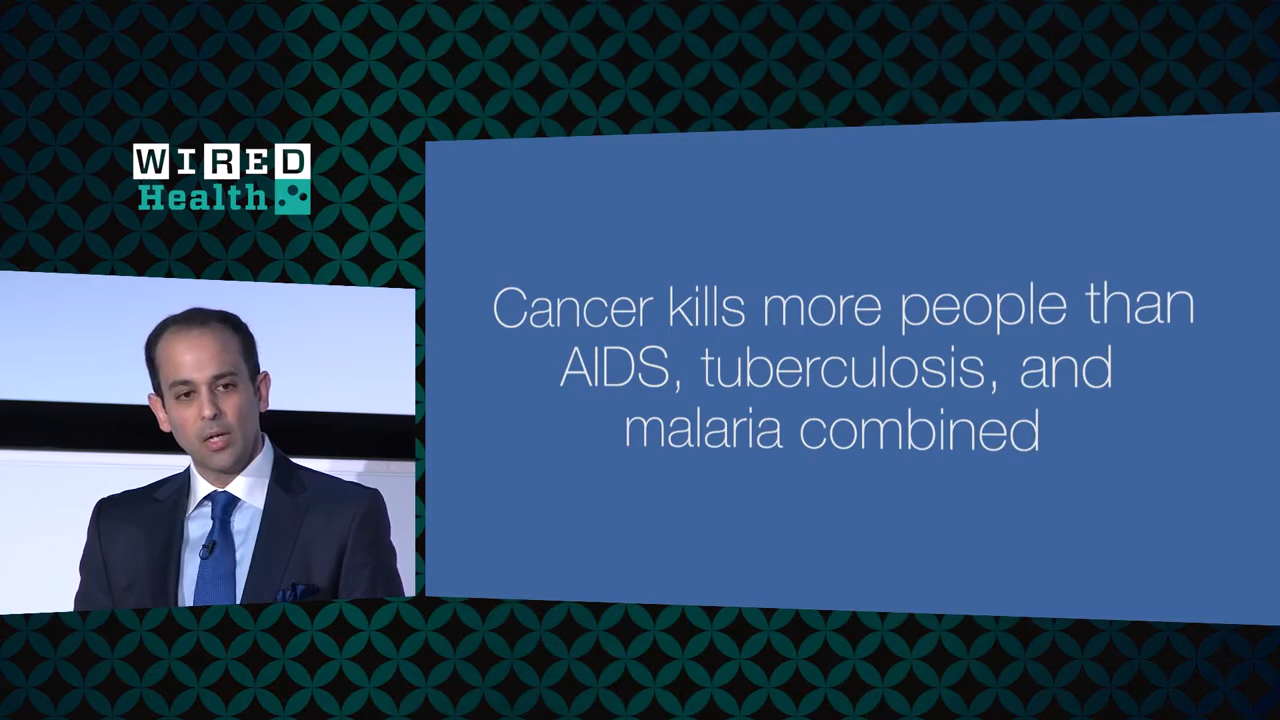 WIRED
Health
Cancer kills more people than
AIDS, tuberculosis, and
malaria combined